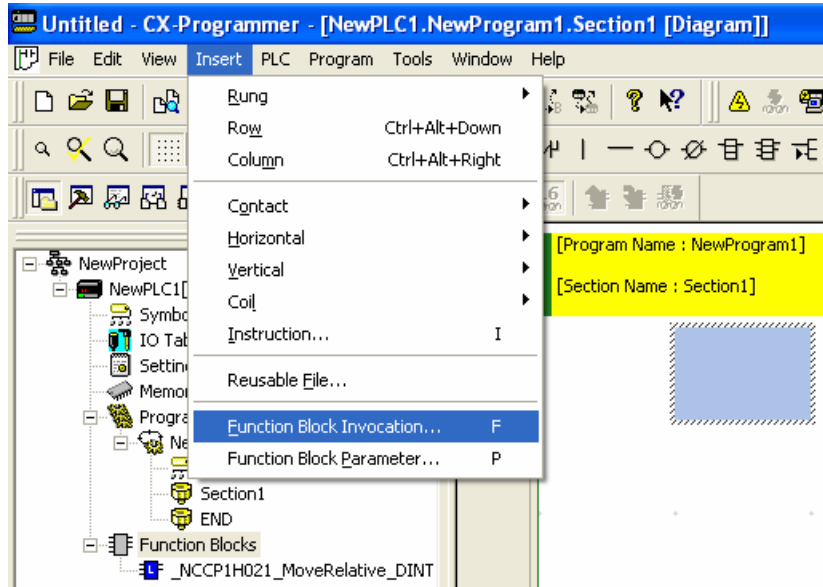 Untitled - CX-Programmer - [NewPLC1.NewProgram1.Section1 [Diagram]]
File Edit View Insert PLC Program Tools Window Help
Rung
Row Ctrl+Alt+Down
Column Ctrl+Alt+Right
Contact
Horizontal
Vertical
Coil
Instruction... I
Reusable File...
Function Block Invocation... F
Function Block Parameter... P
[Program Name : NewProgram1]
[Section Name : Section1]
NewProject
NewPLC1[
Symbo
IO Tab
Settin
Memor
Progra
Ne
Section1
END
Function Blocks
_NCCP1H021_MoveRelative_DINT